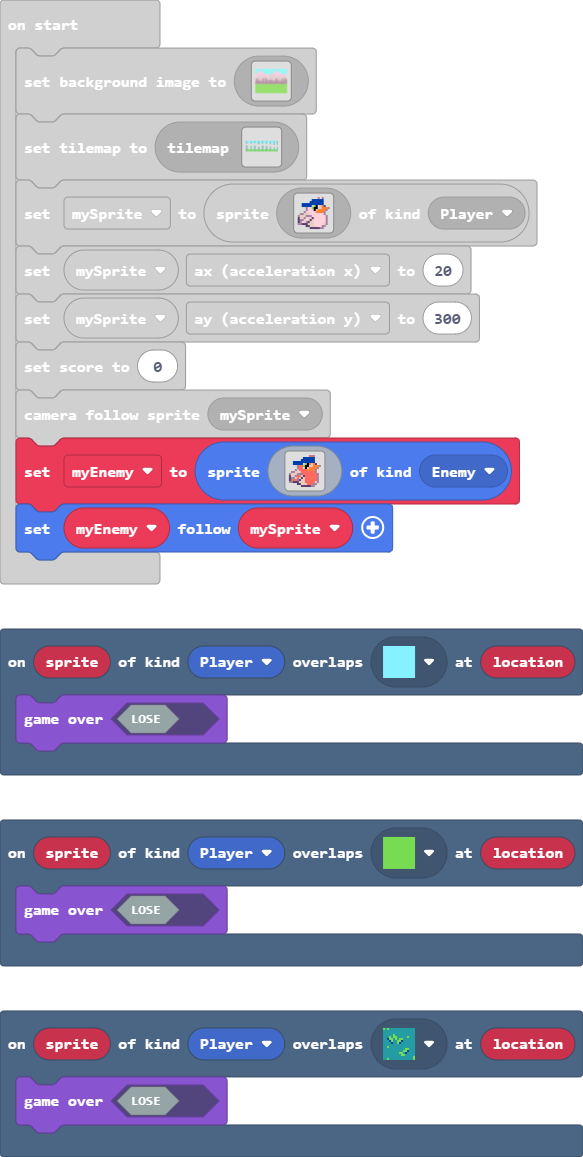 on start
set background image to
set tilemap to tilemap
set mySprite to sprite of kind Player
set mySprite ax (acceleration x) to 20
set mySprite ay (acceleration y) to 300
set score to 0
camera follow sprite mySprite
set myEnemy to sprite of kind Enemy
set myEnemy follow mySprite
on sprite of kind Player overlaps at location
game over LOSE
on sprite of kind Player overlaps at location
game over LOSE
on sprite of kind Player overlaps at location
game over LOSE